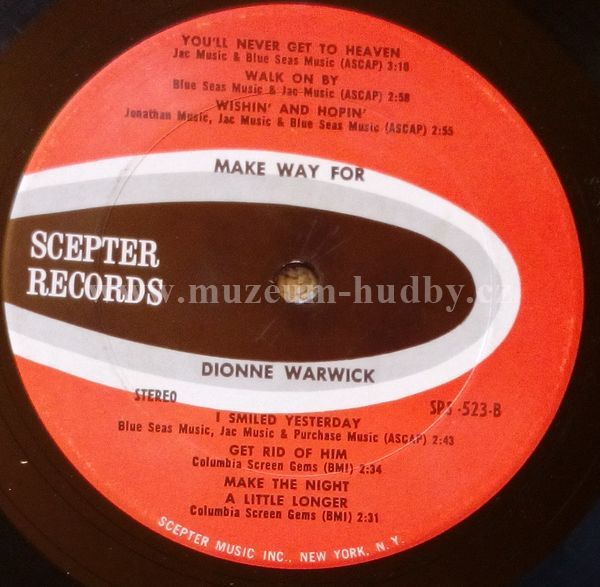 YOU'LL NEVER GET TO HEAVEN
Jac Music & Blue Seas Music (ASCAP) 3:10
WALK ON BY
Blue Seas Music & Jac Music (ASCAP) 2:58
WISHIN' AND HOPIN'
Jonathan Music, Jac Music & Blue Seas Music (ASCAP) 2:55
MAKE WAY FOR
SCEPTER
RECORDS
www.muzeum-hudby.cz
DIONNE WARWICK
STEREO
SPS-523-B
I SMILED YESTERDAY
Blue Seas Music, Jac Music & Purchase Music (ASCAP) 2:43
GET RID OF HIM
Columbia Screen Gems (BMI) 2:34
MAKE THE NIGHT
A LITTLE LONGER
Columbia Screen Gems (BMI) 2:31
SCEPTER MUSIC INC., NEW YORK, N. Y.